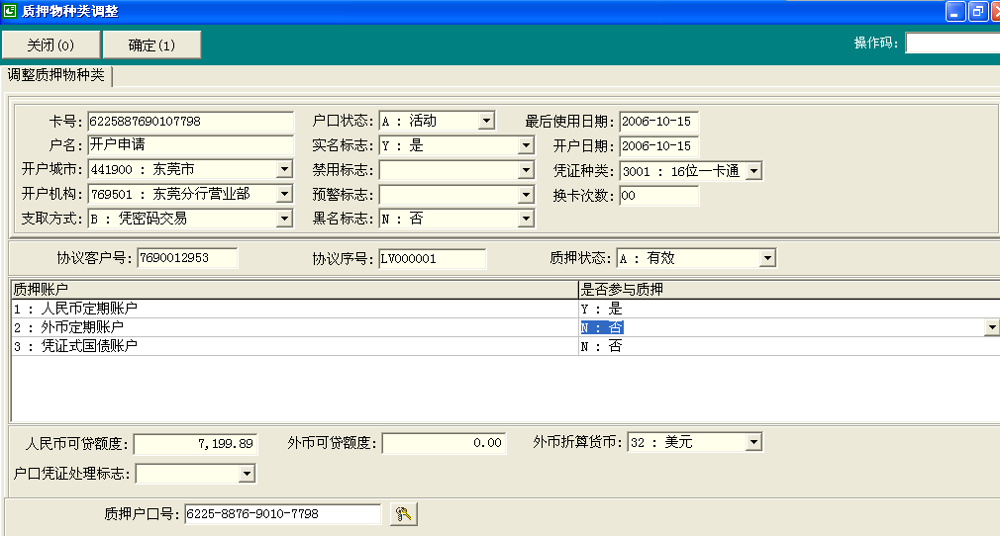 质押物种类调整
关闭(0) 确定(1) 操作码:
调整质押物种类
卡号: 6225887690107798 户口状态: A : 活动 最后使用日期: 2006-10-15
户名: 开户申请 实名标志: Y : 是 开户日期: 2006-10-15
开户城市: 441900 : 东莞市 禁用标志: 凭证种类: 3001 : 16位一卡通
开户机构: 769501 : 东莞分行营业部 预警标志: 换卡次数: 00
支取方式: B : 凭密码交易 黑名标志: N : 否
协议客户号: 7690012953 协议序号: LV000001 质押状态: A : 有效
质押账户 是否参与质押
1 : 人民币定期账户 Y : 是
2 : 外币定期账户 N : 否
3 : 凭证式国债账户 N : 否
人民币可贷额度: 7,199.89 外币可贷额度: 0.00 外币折算货币: 32 : 美元
户口凭证处理标志:
质押户口号: 6225-8876-9010-7798